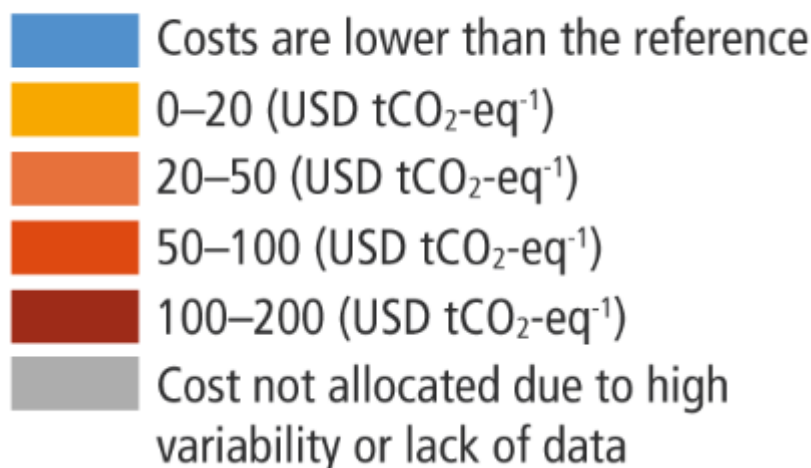 Costs are lower than the reference
0–20 (USD tCO₂-eq⁻¹)
20–50 (USD tCO₂-eq⁻¹)
50–100 (USD tCO₂-eq⁻¹)
100–200 (USD tCO₂-eq⁻¹)
Cost not allocated due to high
variability or lack of data